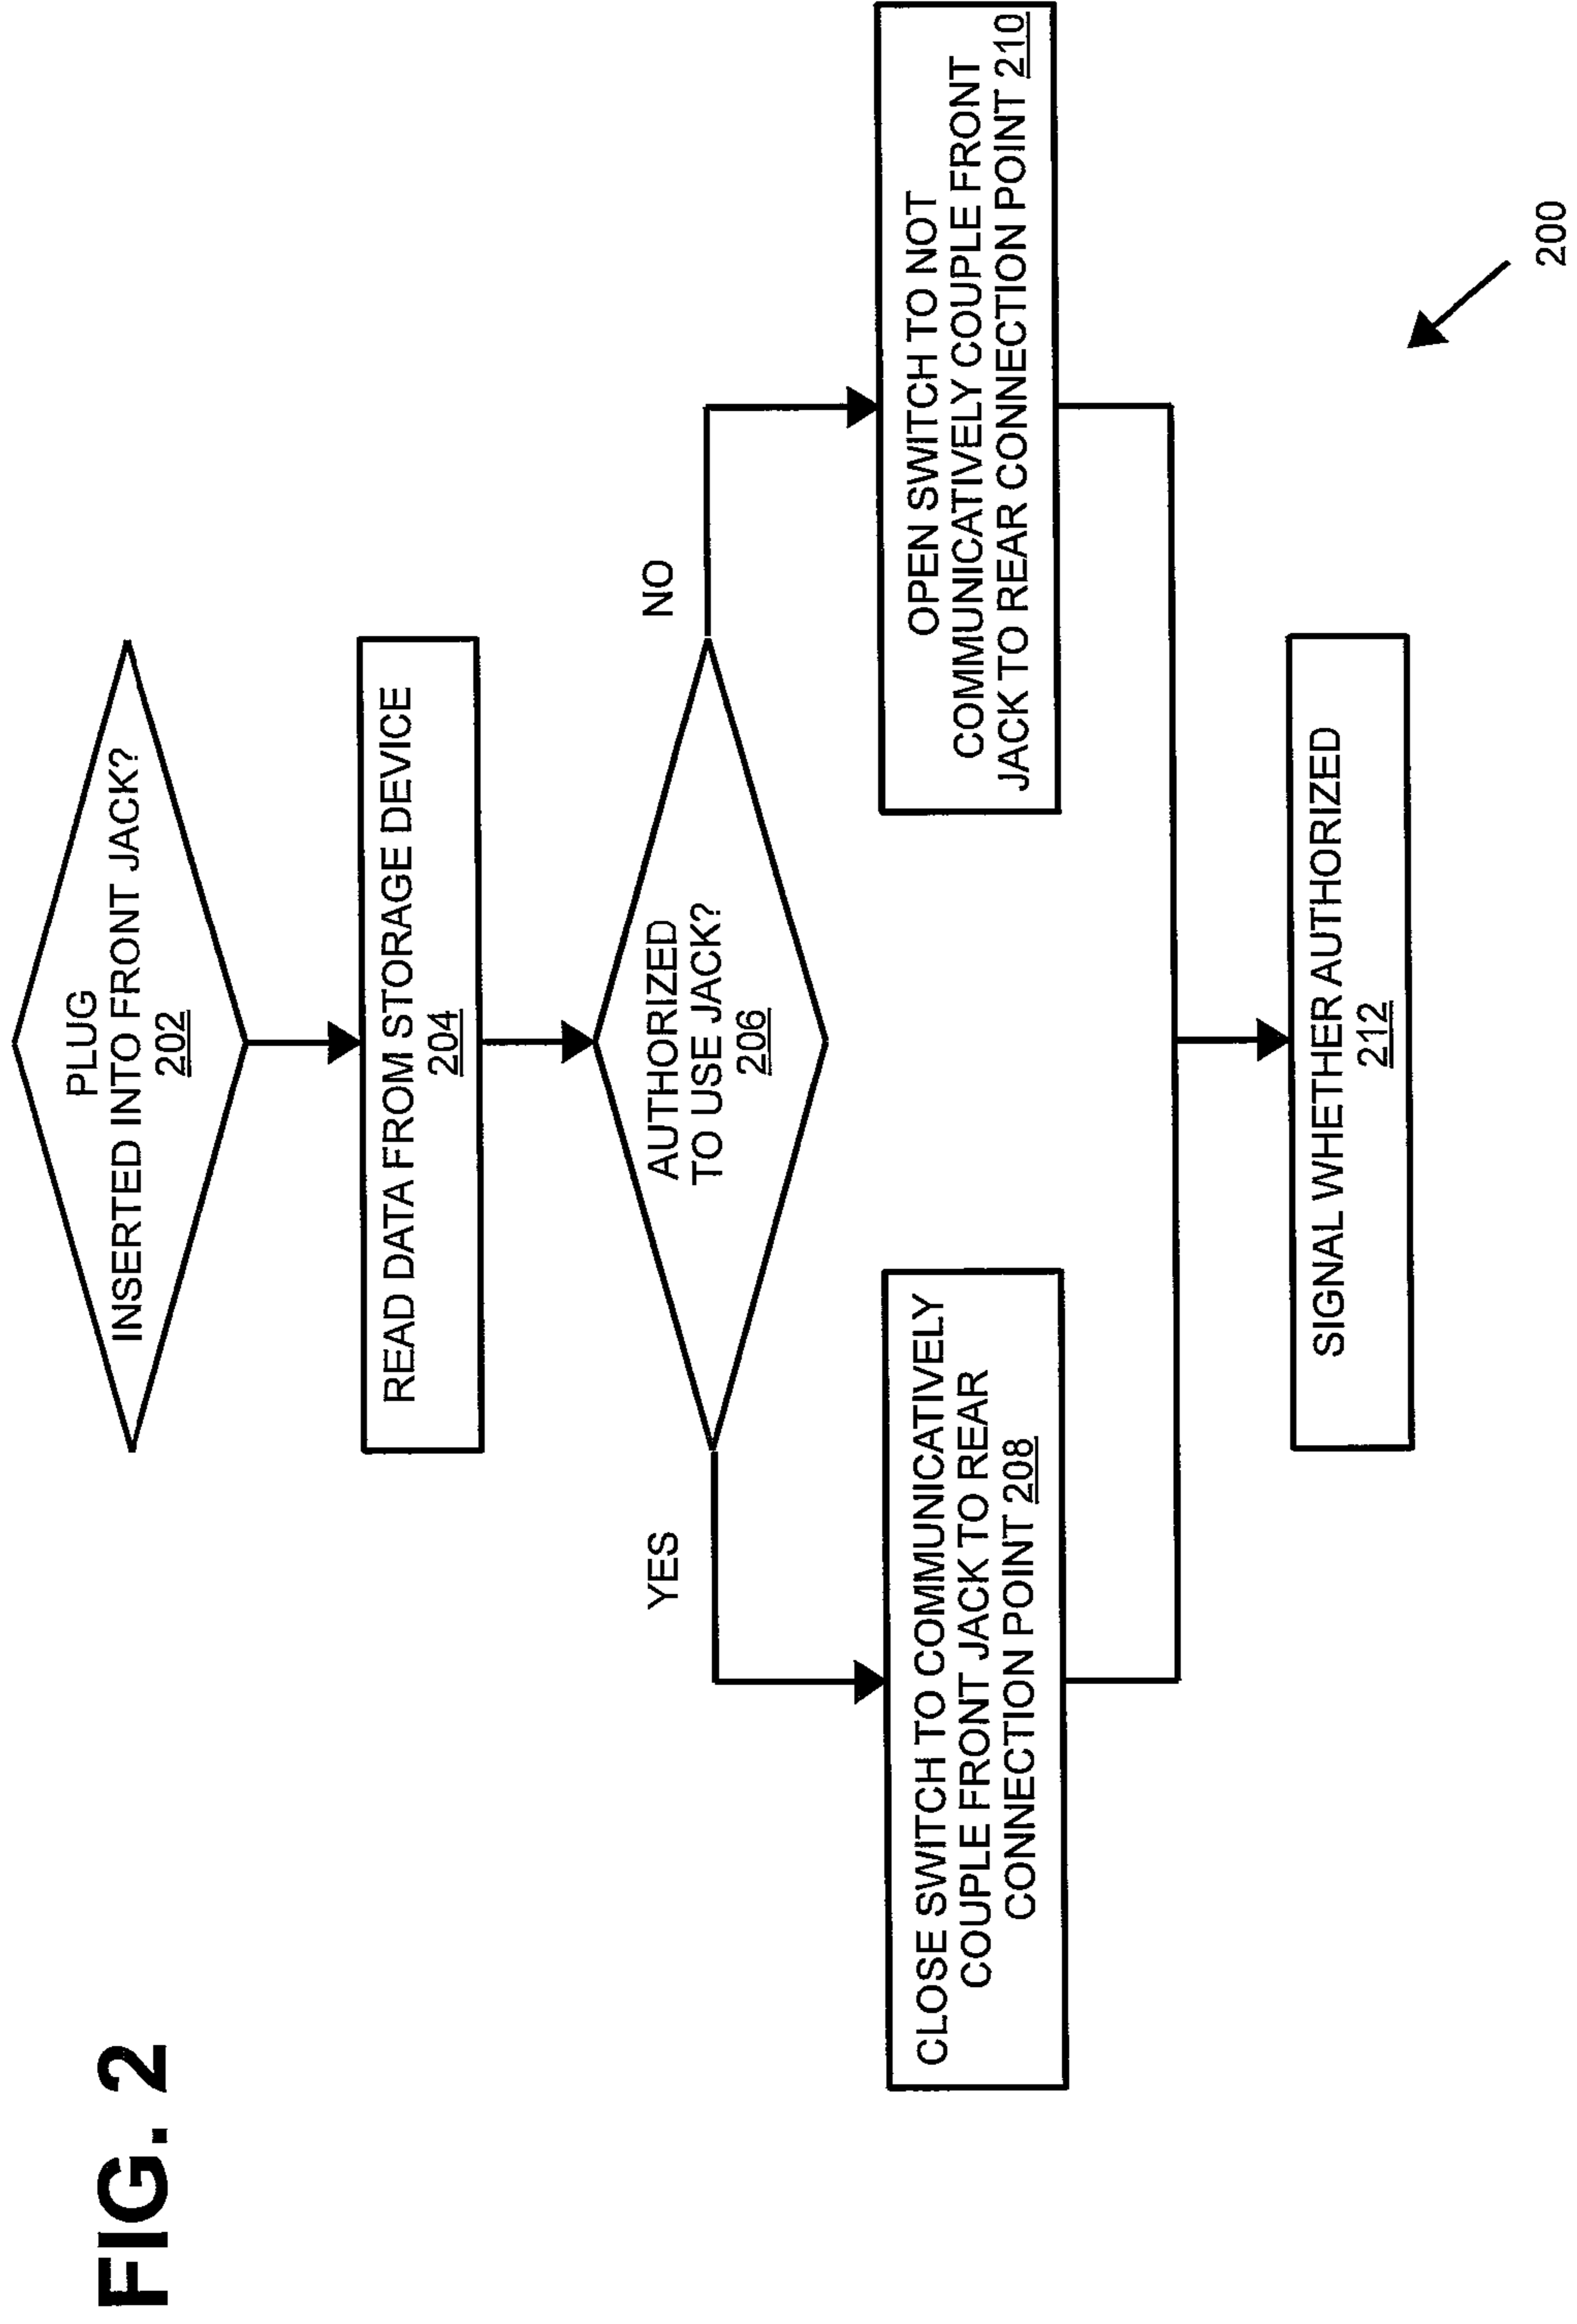 FIG. 2
PLUG
INSERTED INTO FRONT JACK?
202
READ DATA FROM STORAGE DEVICE
204
AUTHORIZED
TO USE JACK?
206
YES
NO
CLOSE SWITCH TO COMMUNICATIVELY
COUPLE FRONT JACK TO REAR
CONNECTION POINT 208
OPEN SWITCH TO NOT
COMMUNICATIVELY COUPLE FRONT
JACK TO REAR CONNECTION POINT 210
SIGNAL WHETHER AUTHORIZED
212
200